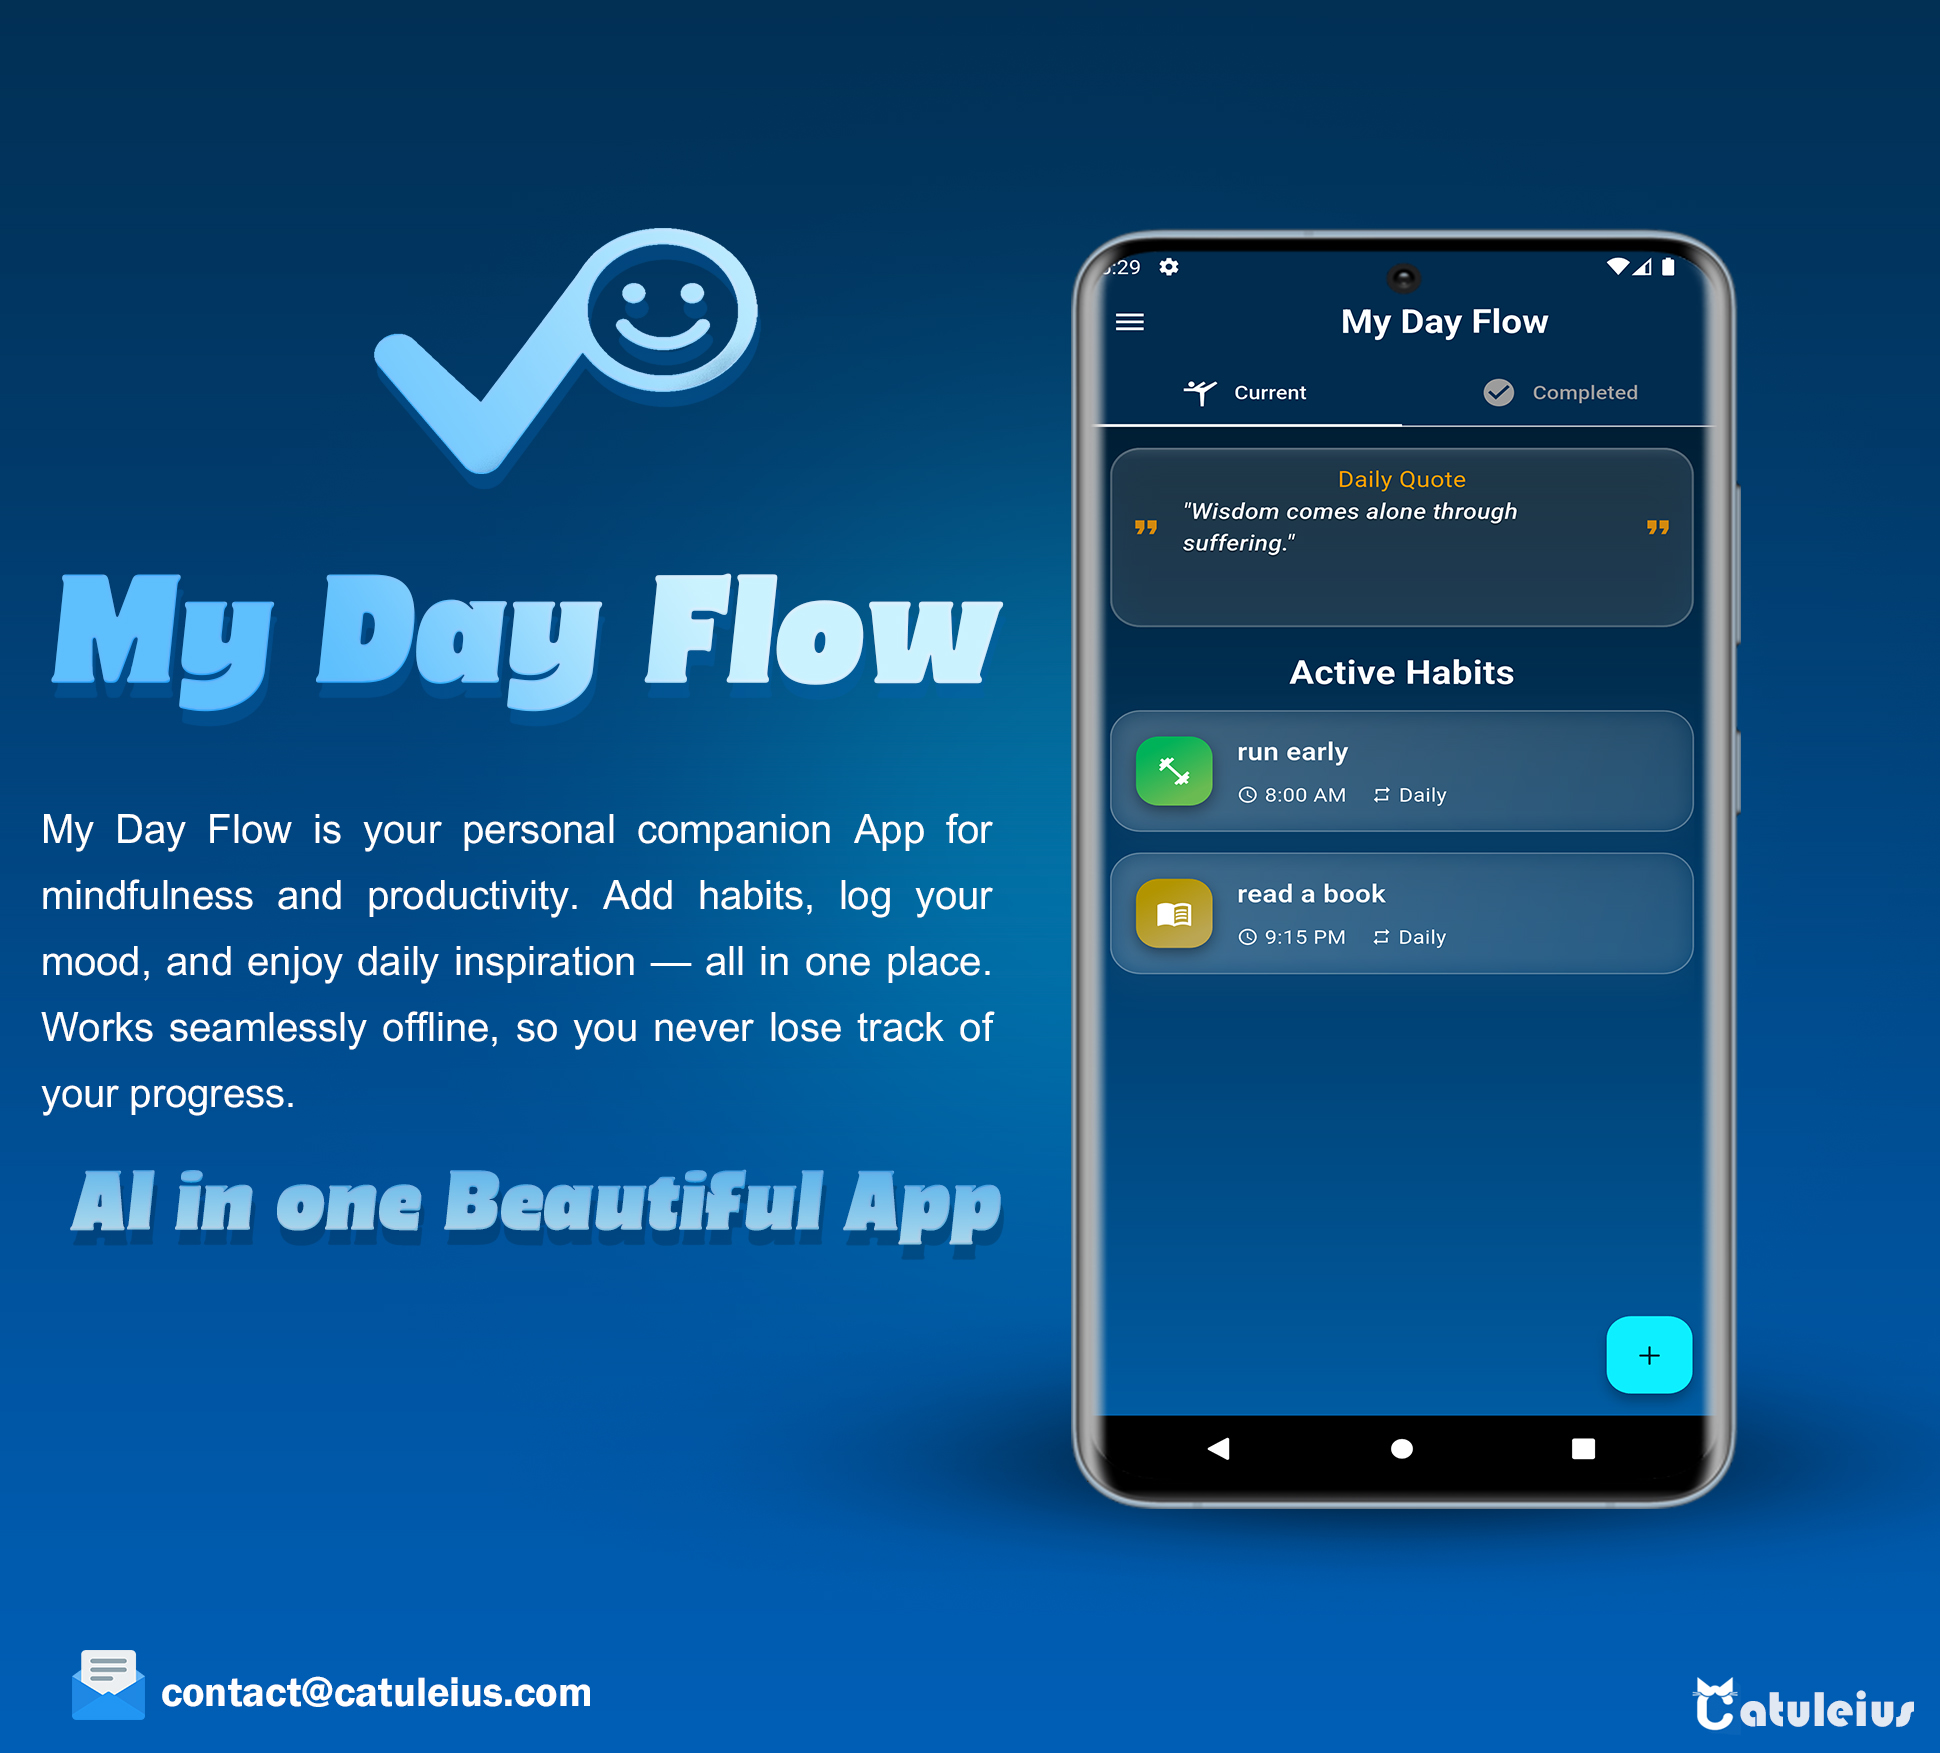 My Day Flow
My Day Flow is your personal companion App for
mindfulness and productivity. Add habits, log your
mood, and enjoy daily inspiration — all in one place.
Works seamlessly offline, so you never lose track of
your progress.
Al in one Beautiful App
contact@catuleius.com
:29
My Day Flow
Current
Completed
Daily Quote
"Wisdom comes alone through
suffering."
Active Habits
run early
8:00 AM Daily
read a book
9:15 PM Daily
+
Catuleius